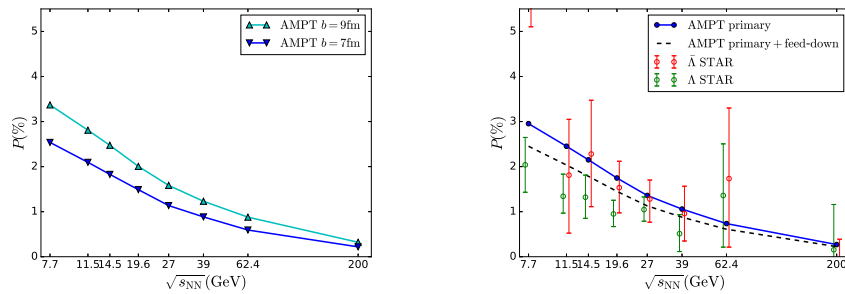 AMPT b = 9fm
AMPT b = 7fm
P(%)
5
4
3
2
1
0
7.7 11.5 14.5 19.6 27 39 62.4 200
√sNN(GeV)
AMPT primary
AMPT primary + feed-down
Λ̄ STAR
Λ STAR
P(%)
5
4
3
2
1
0
7.7 11.5 14.5 19.6 27 39 62.4 200
√sNN(GeV)